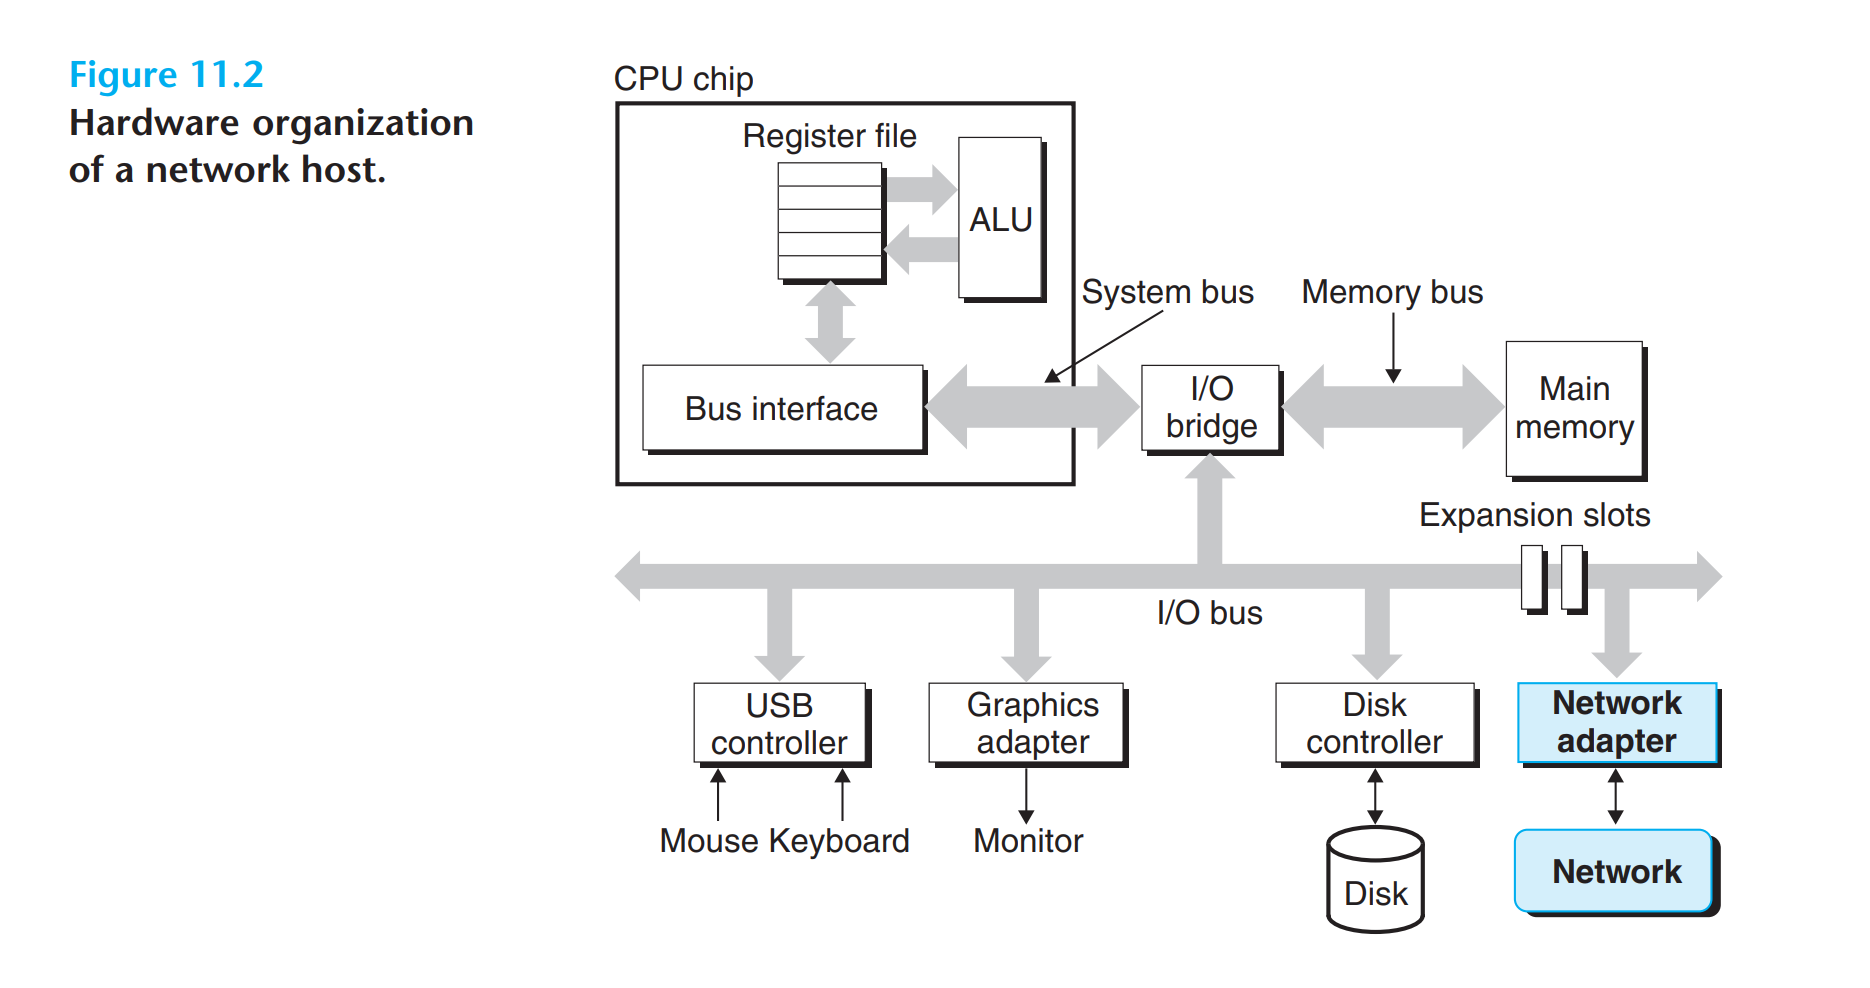 Figure 11.2
Hardware organization
of a network host.
CPU chip
Register file
ALU
System bus
Memory bus
Bus interface
I/O
bridge
Main
memory
Expansion slots
I/O bus
USB
controller
Graphics
adapter
Disk
controller
Network
adapter
Mouse Keyboard
Monitor
Disk
Network